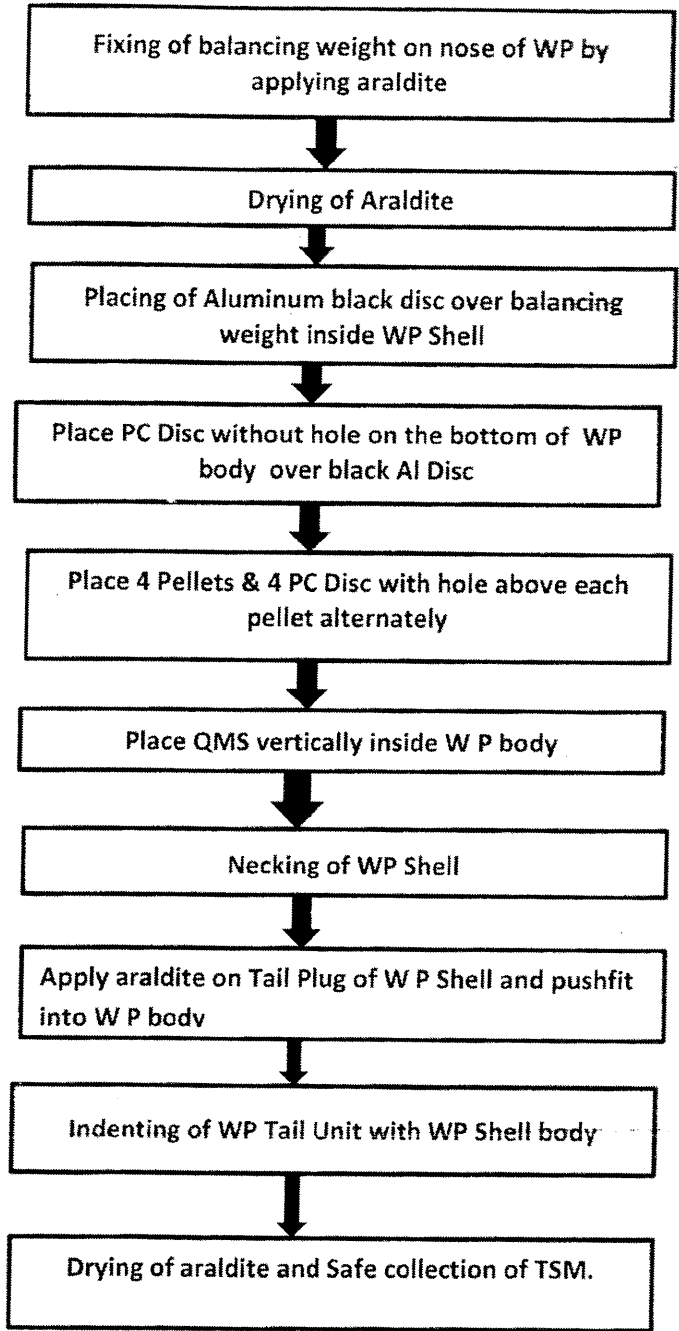 Fixing of balancing weight on nose of WP by
applying araldite
Drying of Araldite
Placing of Aluminum black disc over balancing
weight inside WP Shell
Place PC Disc without hole on the bottom of WP
body over black Al Disc
Place 4 Pellets & 4 PC Disc with hole above each
pellet alternately
Place QMS vertically inside W P body
Necking of WP Shell
Apply araldite on Tail Plug of W P Shell and pushfit
into W P body
Indenting of WP Tail Unit with WP Shell body
Drying of araldite and Safe collection of TSM.